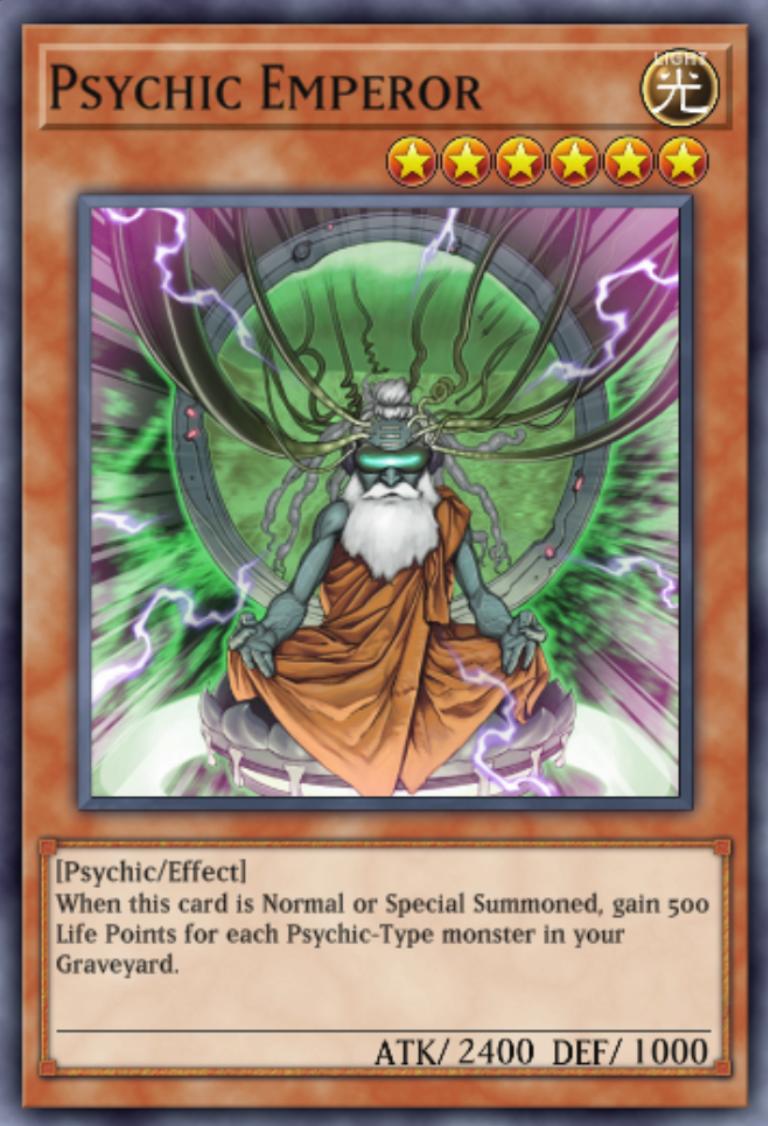 Psychic Emperor
LIGHT
光
[Psychic/Effect]
When this card is Normal or Special Summoned, gain 500
Life Points for each Psychic-Type monster in your
Graveyard.
ATK/ 2400 DEF/ 1000